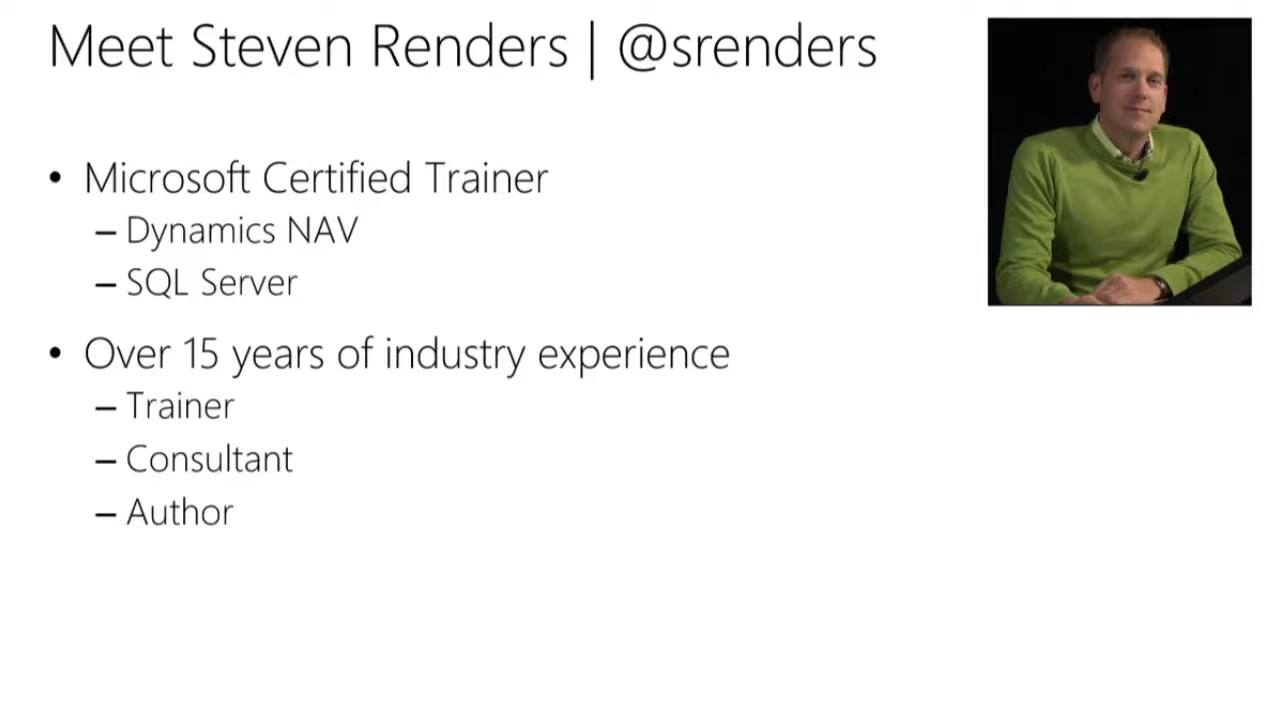 Meet Steven Renders | @srenders
• Microsoft Certified Trainer
– Dynamics NAV
– SQL Server
• Over 15 years of industry experience
– Trainer
– Consultant
– Author